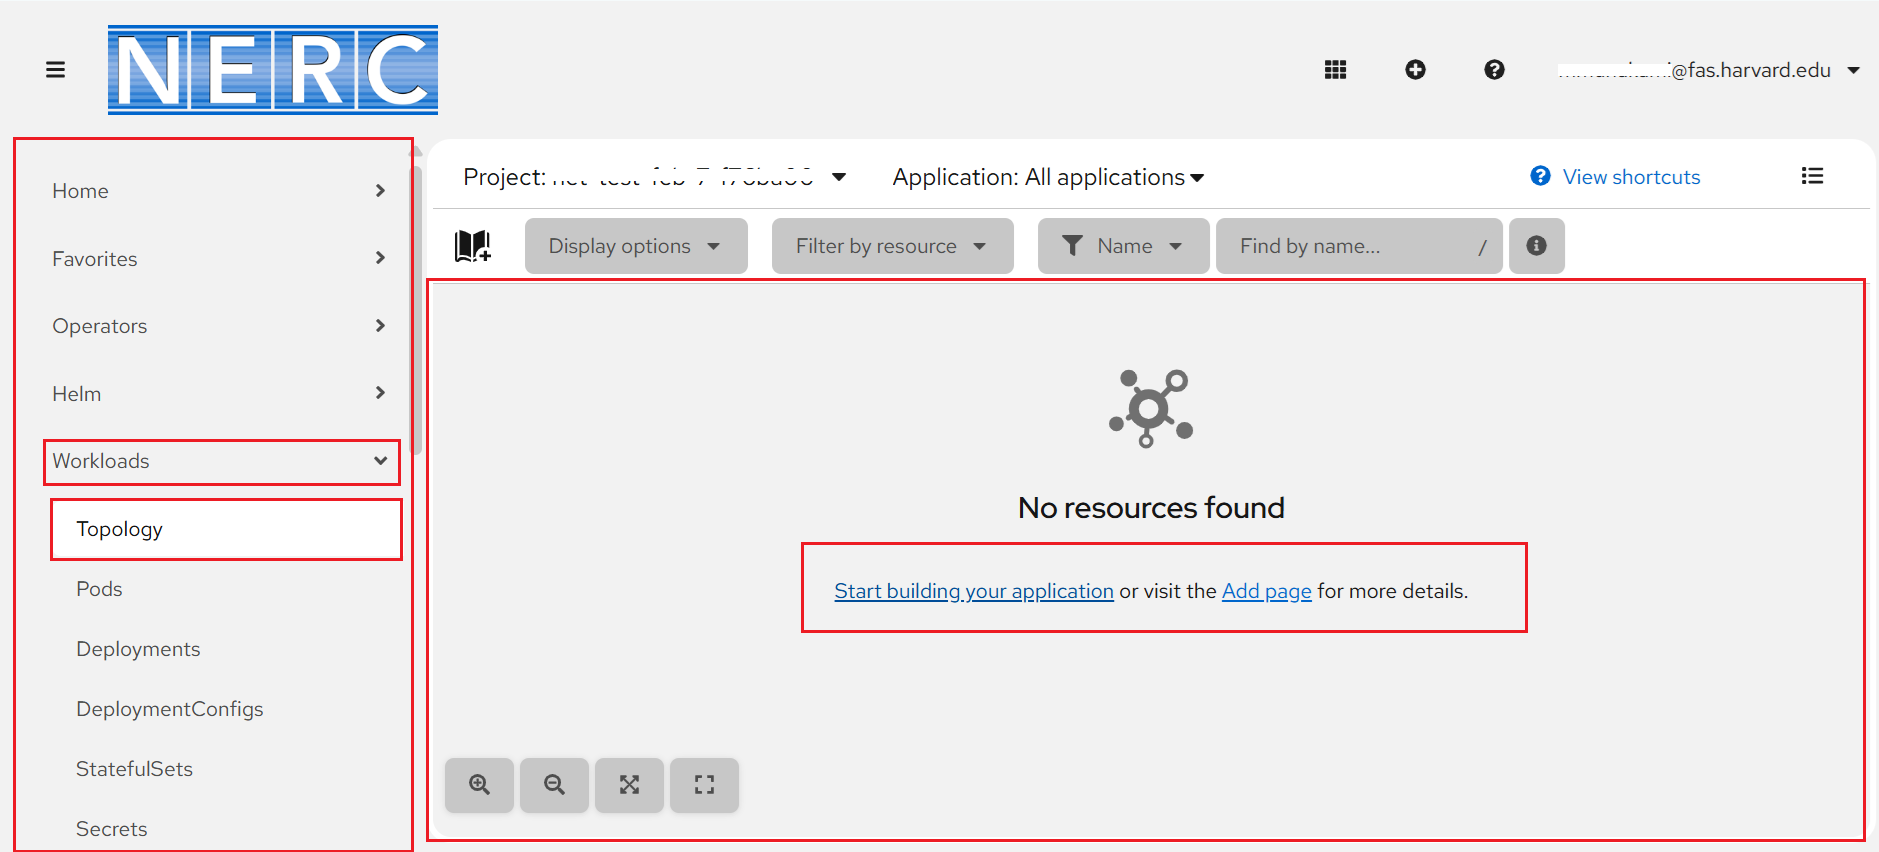 NERC
@fas.harvard.edu
Home
Favorites
Operators
Helm
Workloads
Topology
Pods
Deployments
DeploymentConfigs
StatefulSets
Secrets
Project:
Application: All applications
View shortcuts
Display options
Filter by resource
Name
Find by name... /
No resources found
Start building your application or visit the Add page for more details.